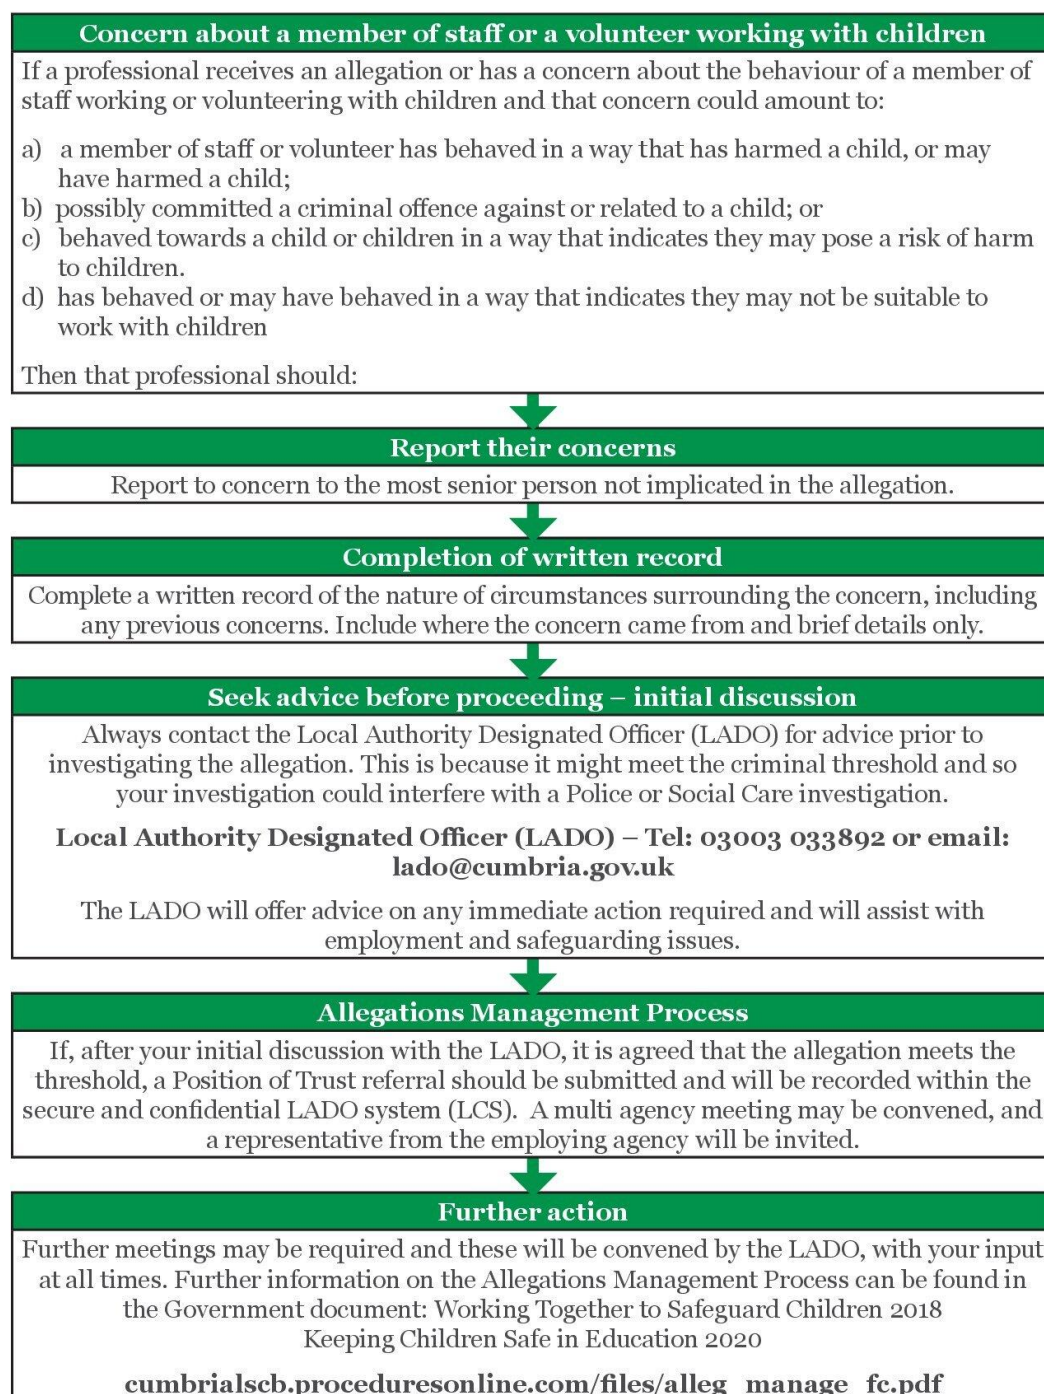 Concern about a member of staff or a volunteer working with children
If a professional receives an allegation or has a concern about the behaviour of a member of
staff working or volunteering with children and that concern could amount to:
a) a member of staff or volunteer has behaved in a way that has harmed a child, or may
have harmed a child;
b) possibly committed a criminal offence against or related to a child; or
c) behaved towards a child or children in a way that indicates they may pose a risk of harm
to children.
d) has behaved or may have behaved in a way that indicates they may not be suitable to
work with children
Then that professional should:
Report their concerns
Report to concern to the most senior person not implicated in the allegation.
Completion of written record
Complete a written record of the nature of circumstances surrounding the concern, including
any previous concerns. Include where the concern came from and brief details only.
Seek advice before proceeding – initial discussion
Always contact the Local Authority Designated Officer (LADO) for advice prior to
investigating the allegation. This is because it might meet the criminal threshold and so
your investigation could interfere with a Police or Social Care investigation.
Local Authority Designated Officer (LADO) – Tel: 03003 033892 or email:
lado@cumbria.gov.uk
The LADO will offer advice on any immediate action required and will assist with
employment and safeguarding issues.
Allegations Management Process
If, after your initial discussion with the LADO, it is agreed that the allegation meets the
threshold, a Position of Trust referral should be submitted and will be recorded within the
secure and confidential LADO system (LCS). A multi agency meeting may be convened, and
a representative from the employing agency will be invited.
Further action
Further meetings may be required and these will be convened by the LADO, with your input
at all times. Further information on the Allegations Management Process can be found in
the Government document: Working Together to Safeguard Children 2018
Keeping Children Safe in Education 2020
cumbrialscb.proceduresonline.com/files/alleg_manage_fc.pdf